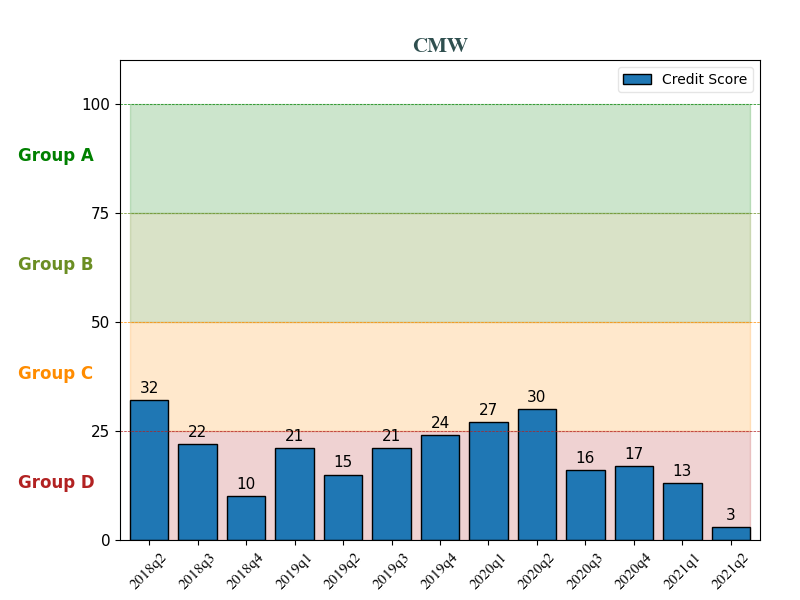 CMW
Credit Score
100
Group A
75
Group B
50
Group C
32
22
10
21
15
21
24
27
30
16
17
13
3
25
Group D
0
2018q2
2018q3
2018q4
2019q1
2019q2
2019q3
2019q4
2020q1
2020q2
2020q3
2020q4
2021q1
2021q2